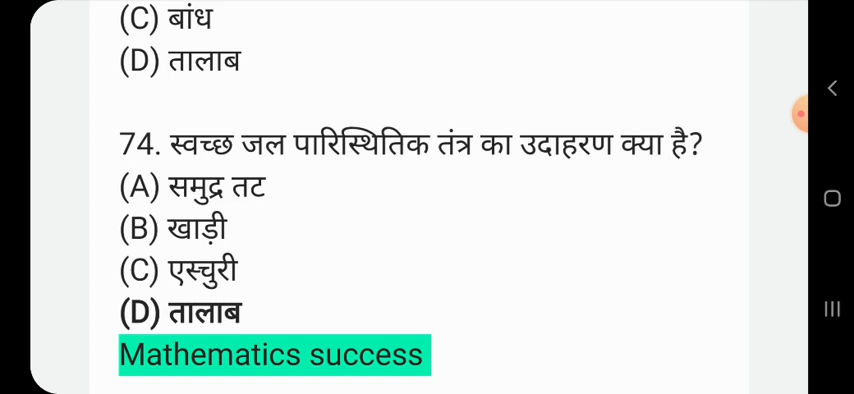 (C) बांध
(D) तालाब
74. स्वच्छ जल पारिस्थितिक तंत्र का उदाहरण क्या है?
(A) समुद्र तट
(B) खाड़ी
(C) एस्चुरी
(D) तालाब
Mathematics success